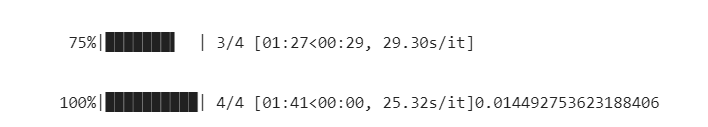 75%|███████▌  | 3/4 [01:27<00:29, 29.30s/it]
100%|██████████| 4/4 [01:41<00:00, 25.32s/it]0.014492753623188406